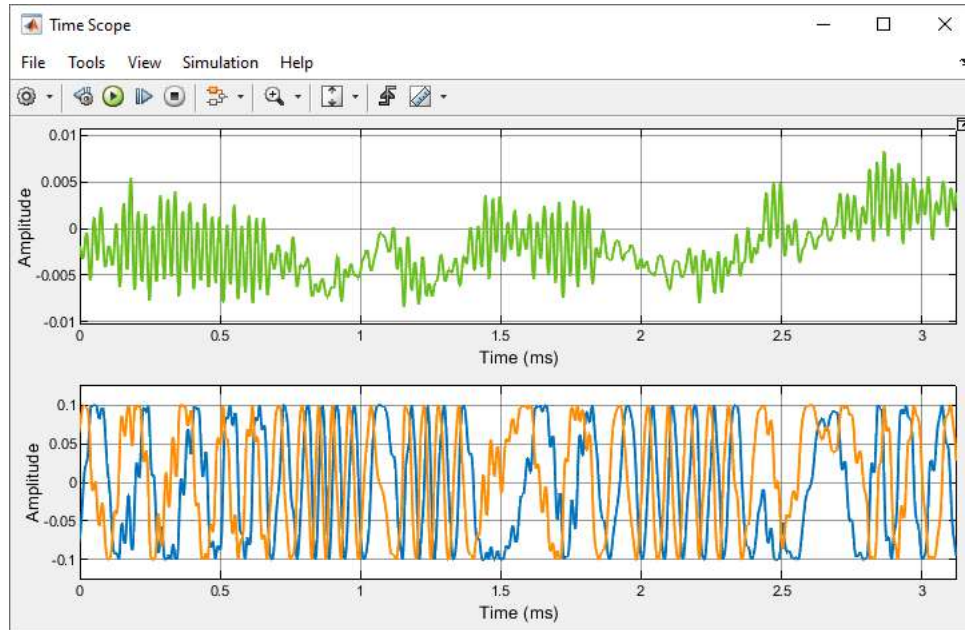 Time Scope
File Tools View Simulation Help
0.01
0.005
0
-0.005
-0.01
Amplitude
0 0.5 1 1.5 2 2.5 3
Time (ms)
0.1
0.05
0
-0.05
-0.1
Amplitude
0 0.5 1 1.5 2 2.5 3
Time (ms)